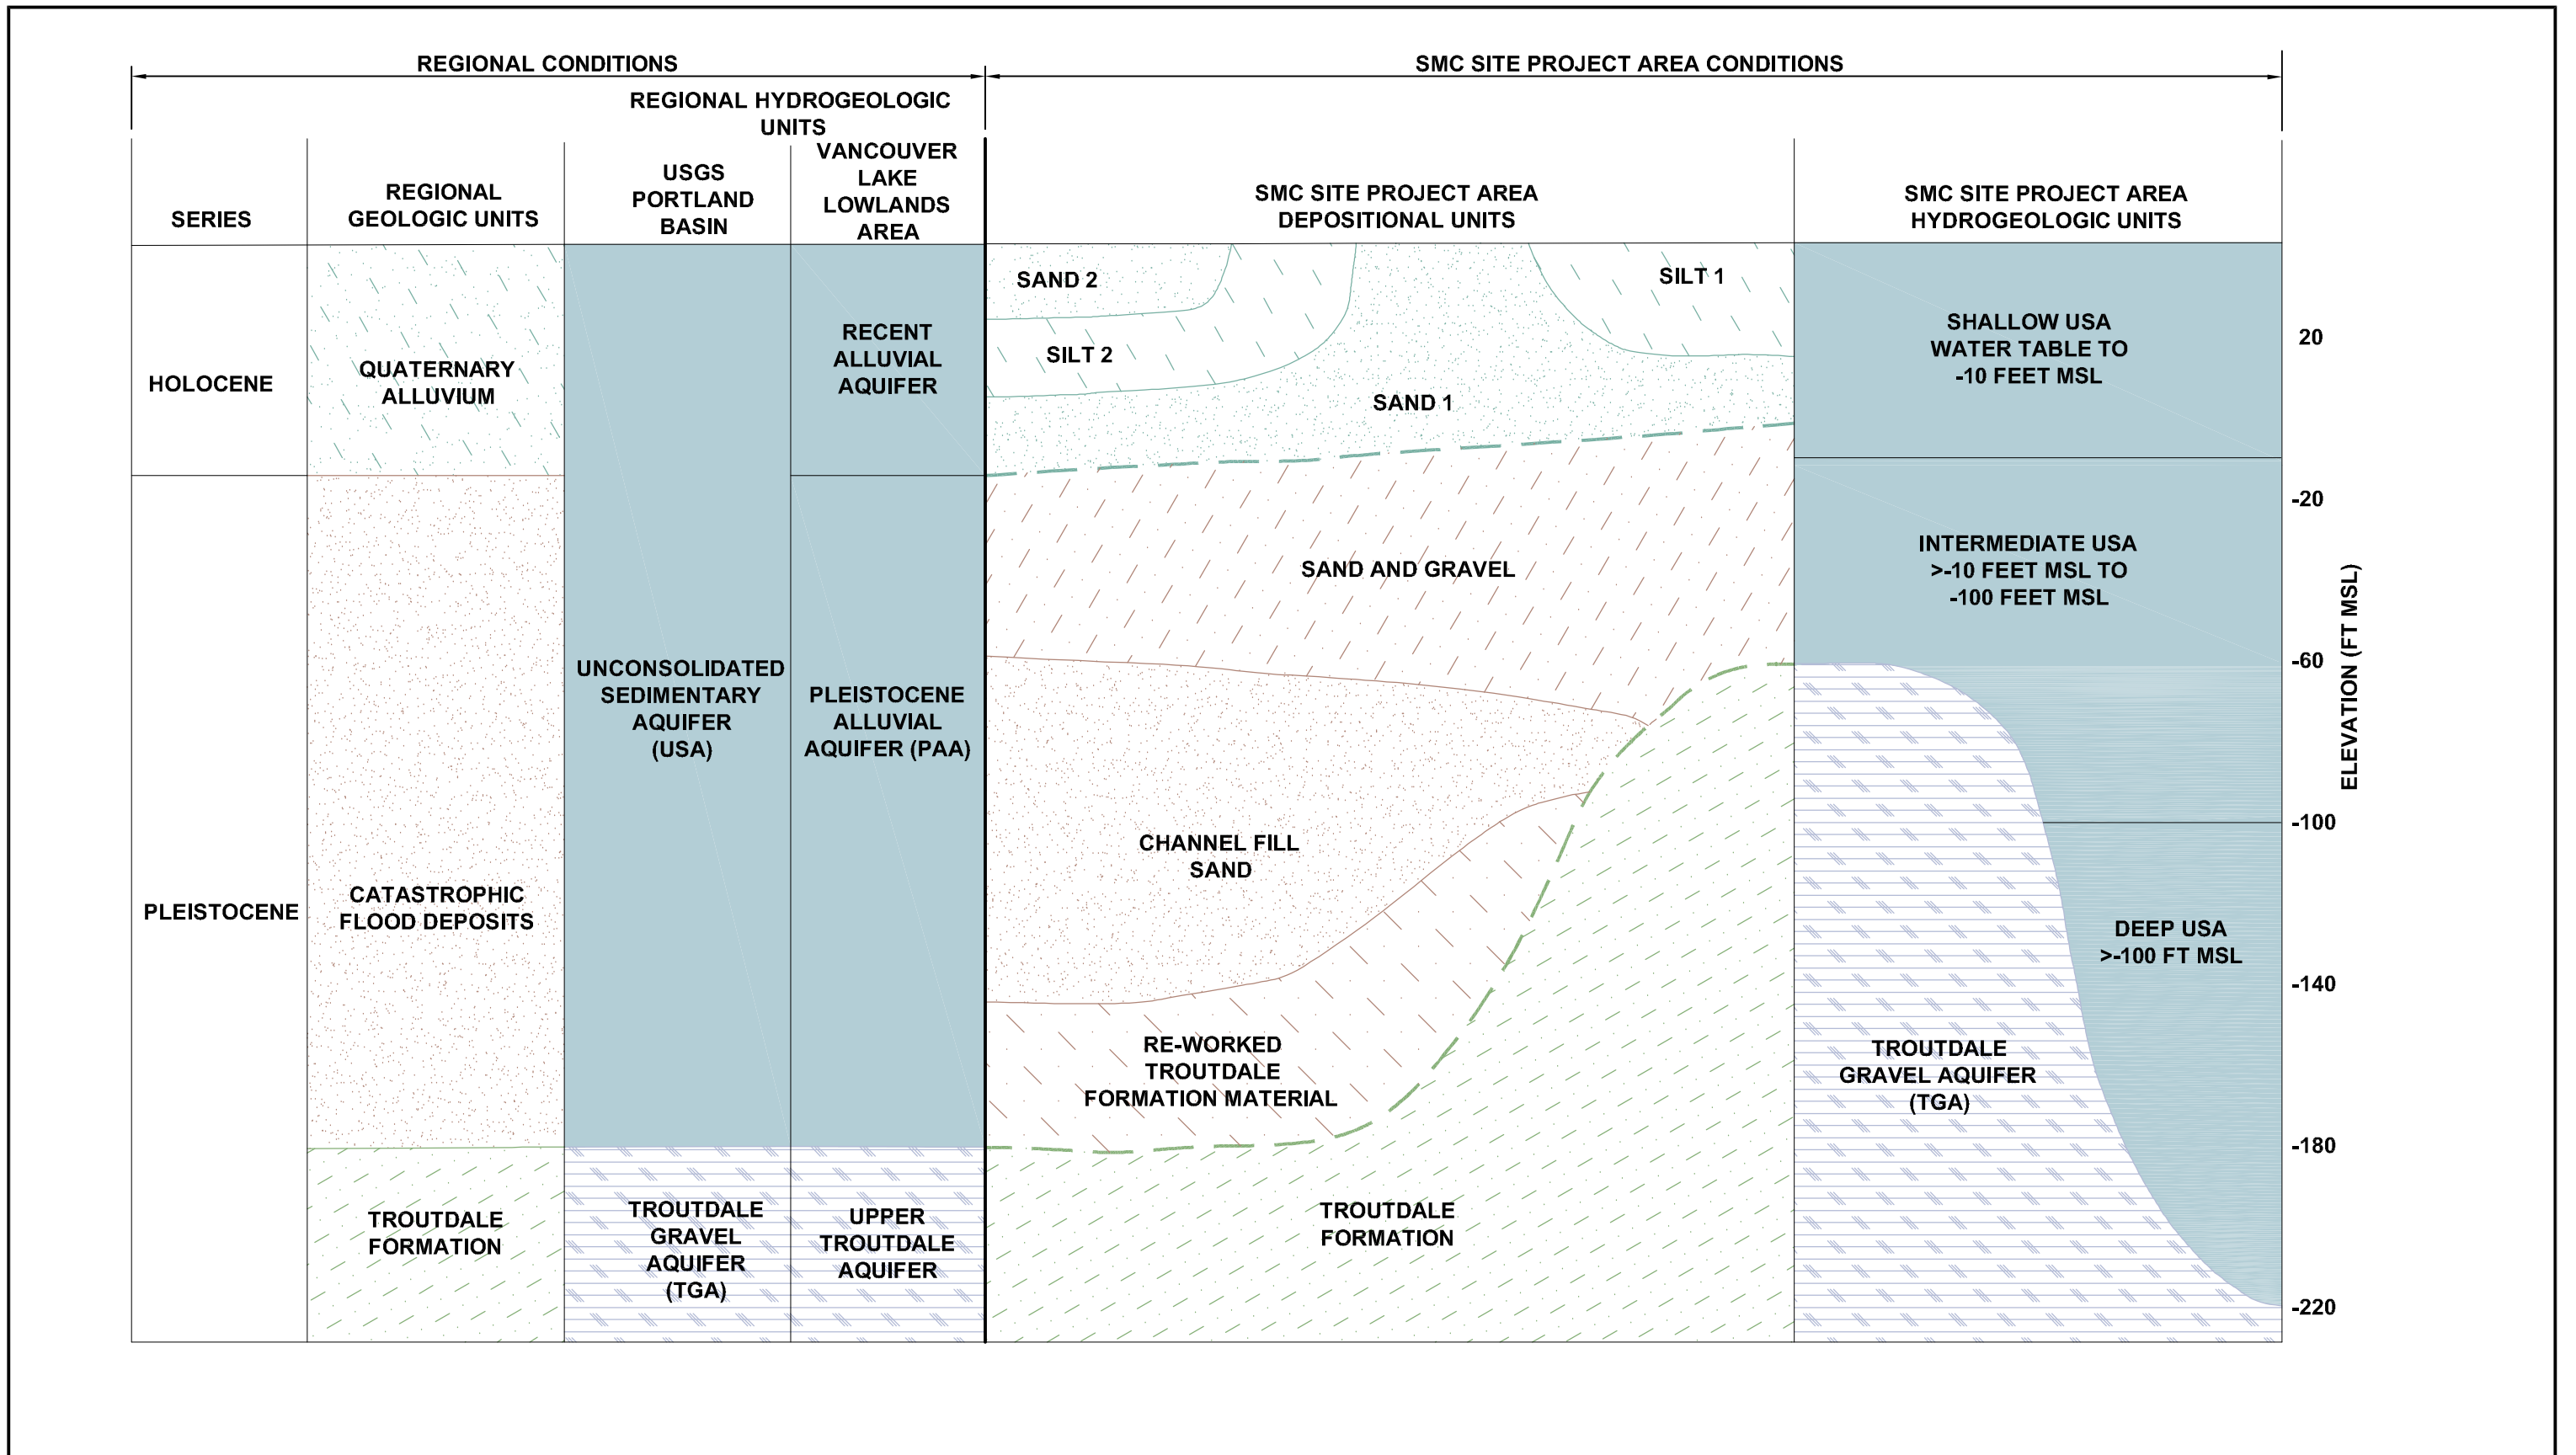 REGIONAL CONDITIONS
SMC SITE PROJECT AREA CONDITIONS
REGIONAL HYDROGEOLOGIC
UNITS
SERIES
REGIONAL
GEOLOGIC UNITS
USGS
PORTLAND
BASIN
VANCOUVER
LAKE
LOWLANDS
AREA
SMC SITE PROJECT AREA
DEPOSITIONAL UNITS
SMC SITE PROJECT AREA
HYDROGEOLOGIC UNITS
HOLOCENE
PLEISTOCENE
QUATERNARY
ALLUVIUM
CATASTROPHIC
FLOOD DEPOSITS
TROUTDALE
FORMATION
UNCONSOLIDATED
SEDIMENTARY
AQUIFER
(USA)
TROUTDALE
GRAVEL
AQUIFER
(TGA)
RECENT
ALLUVIAL
AQUIFER
PLEISTOCENE
ALLUVIAL
AQUIFER (PAA)
UPPER
TROUTDALE
AQUIFER
SAND 2
SILT 2
SILT 1
SAND 1
SAND AND GRAVEL
CHANNEL FILL
SAND
RE-WORKED
TROUTDALE
FORMATION MATERIAL
TROUTDALE
FORMATION
SHALLOW USA
WATER TABLE TO
-10 FEET MSL
INTERMEDIATE USA
>-10 FEET MSL TO
-100 FEET MSL
DEEP USA
>-100 FT MSL
TROUTDALE
GRAVEL AQUIFER
(TGA)
20
-20
-60
-100
-140
-180
-220
ELEVATION (FT MSL)